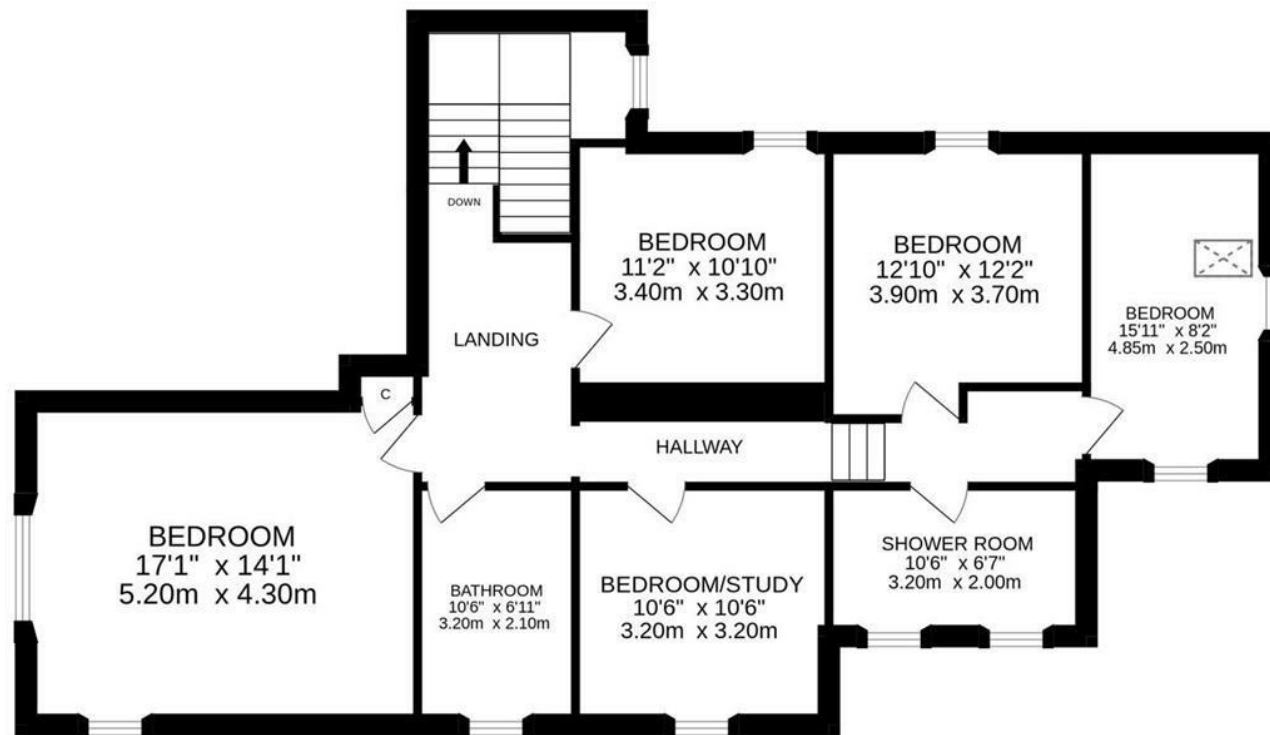 DOWN
LANDING
C
BEDROOM
11'2" x 10'10"
3.40m x 3.30m
BEDROOM
12'10" x 12'2"
3.90m x 3.70m
BEDROOM
15'11" x 8'2"
4.85m x 2.50m
HALLWAY
BEDROOM
17'1" x 14'1"
5.20m x 4.30m
BATHROOM
10'6" x 6'11"
3.20m x 2.10m
BEDROOM/STUDY
10'6" x 10'6"
3.20m x 3.20m
SHOWER ROOM
10'6" x 6'7"
3.20m x 2.00m